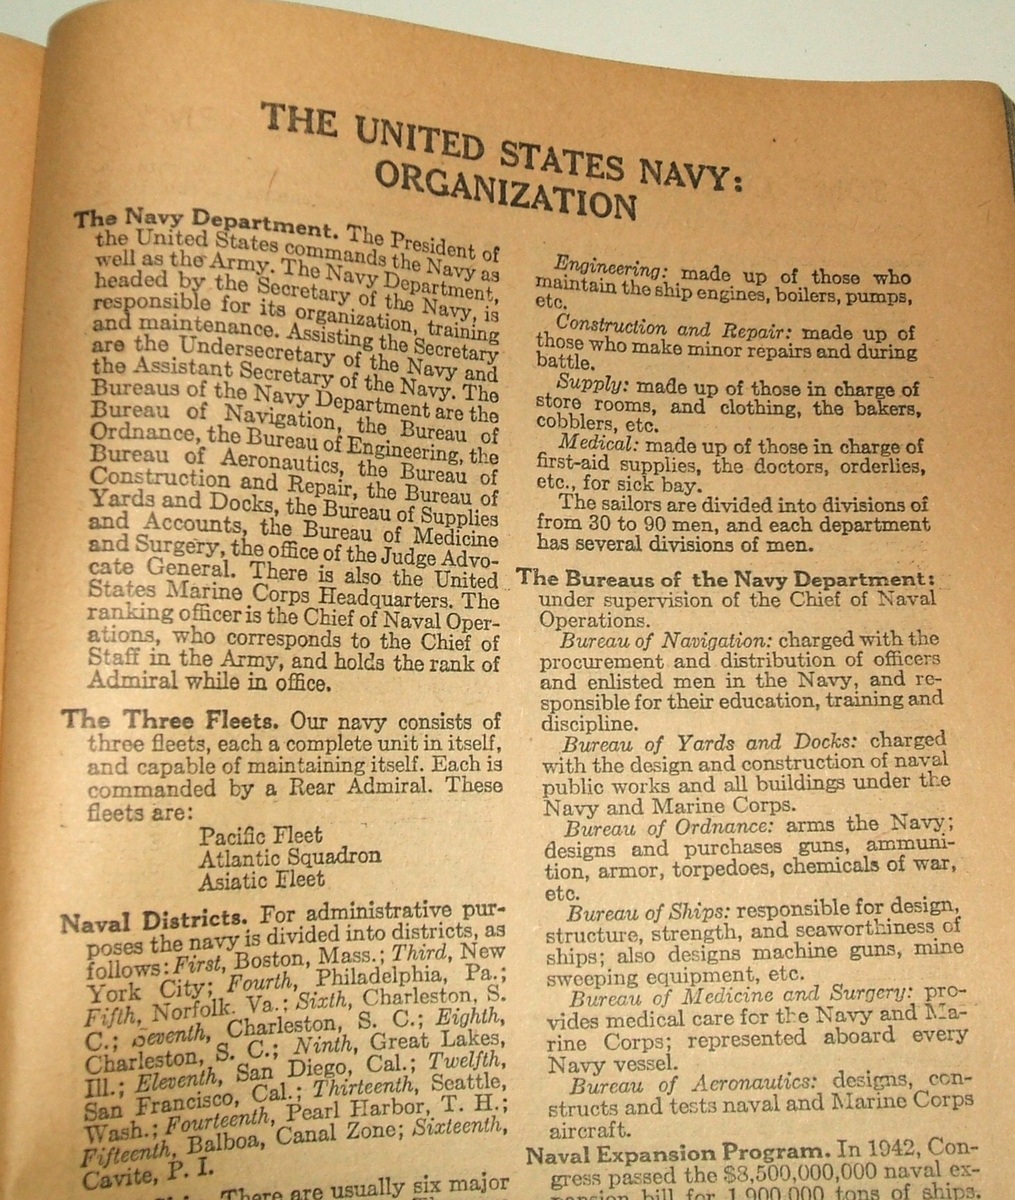 THE UNITED STATES NAVY:
ORGANIZATION
The Navy Department. The President of
the United States commands the Navy as
well as the Army. The Navy Department,
headed by the Secretary of the Navy, is
responsible for its organization, training
and maintenance. Assisting the Secretary
are the Undersecretary of the Navy and
the Assistant Secretary of the Navy. The
Bureaus of the Navy Department are the
Bureau of Navigation, the Bureau of
Ordnance, the Bureau of Engineering, the
Bureau of Aeronautics, the Bureau of
Construction and Repair, the Bureau of
Yards and Docks, the Bureau of Supplies
and Accounts, the Bureau of Medicine
and Surgery, the office of the Judge Advo-
cate General. There is also the United
States Marine Corps Headquarters. The
ranking officer is the Chief of Naval Oper-
ations, who corresponds to the Chief of
Staff in the Army, and holds the rank of
Admiral while in office.
The Three Fleets. Our navy consists of
three fleets, each a complete unit in itself,
and capable of maintaining itself. Each is
commanded by a Rear Admiral. These
fleets are:
Pacific Fleet
Atlantic Squadron
Asiatic Fleet
Naval Districts. For administrative pur-
poses the navy is divided into districts, as
follows: First, Boston, Mass.; Third, New
York City; Fourth, Philadelphia, Pa.;
Fifth, Norfolk, Va.; Sixth, Charleston, S.
C.; Seventh, Charleston, S. C.; Eighth,
Charleston, S. C.; Ninth, Great Lakes,
Ill.; Eleventh, San Diego, Cal.; Twelfth,
San Francisco, Cal.; Thirteenth, Seattle,
Wash.; Fourteenth, Pearl Harbor, T. H.;
Fifteenth, Balboa, Canal Zone; Sixteenth,
Cavite, P. I.
There are usually six major
Engineering: made up of those who
maintain the ship engines, boilers, pumps,
etc.
Construction and Repair: made up of
those who make minor repairs and during
battle.
Supply: made up of those in charge of
store rooms, and clothing, the bakers,
cobblers, etc.
Medical: made up of those in charge of
first-aid supplies, the doctors, orderlies,
etc., for sick bay.
The sailors are divided into divisions of
from 30 to 90 men, and each department
has several divisions of men.
The Bureaus of the Navy Department:
under supervision of the Chief of Naval
Operations.
Bureau of Navigation: charged with the
procurement and distribution of officers
and enlisted men in the Navy, and re-
sponsible for their education, training and
discipline.
Bureau of Yards and Docks: charged
with the design and construction of naval
public works and all buildings under the
Navy and Marine Corps.
Bureau of Ordnance: arms the Navy;
designs and purchases guns, ammuni-
tion, armor, torpedoes, chemicals of war,
etc.
Bureau of Ships: responsible for design,
structure, strength, and seaworthiness of
ships; also designs machine guns, mine
sweeping equipment, etc.
Bureau of Medicine and Surgery: pro-
vides medical care for the Navy and Ma-
rine Corps; represented aboard every
Navy vessel.
Bureau of Aeronautics: designs, con-
structs and tests naval and Marine Corps
aircraft.
Naval Expansion Program. In 1942, Con-
gress passed the $8,500,000,000 naval ex-
pansion bill for 1,900,000 tons of ships.